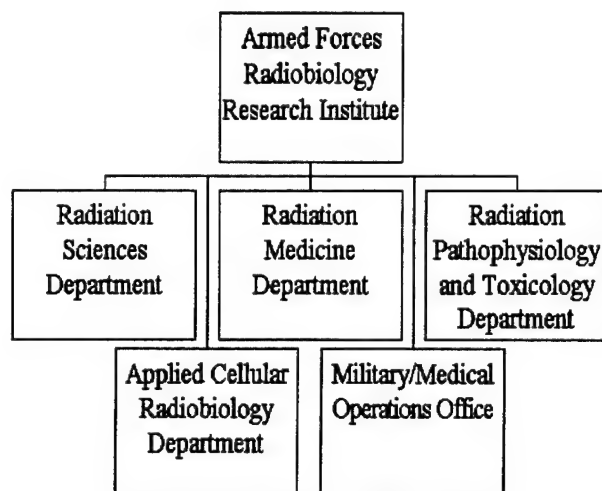 Armed Forces
Radiobiology
Research Institute
Radiation
Sciences
Department
Radiation
Medicine
Department
Radiation
Pathophysiology
and Toxicology
Department
Applied Cellular
Radiobiology
Department
Military/Medical
Operations Office